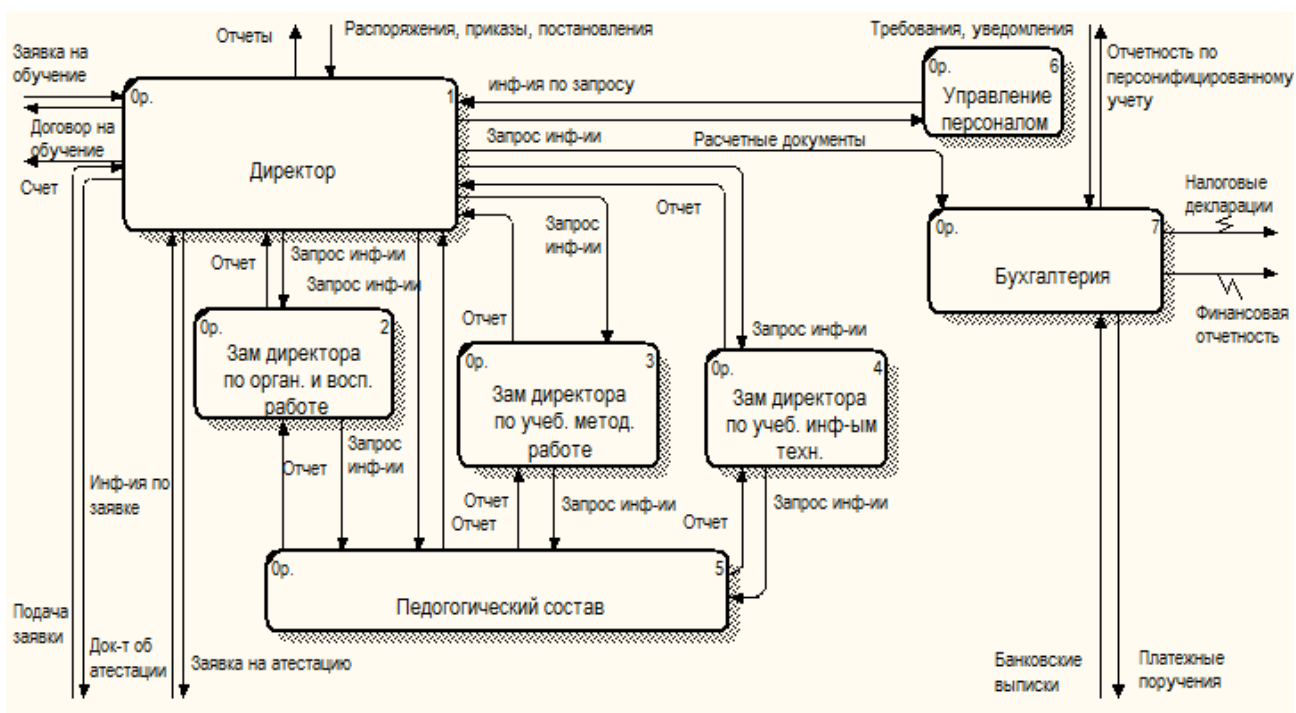 Отчеты
Распоряжения, приказы, постановления
Требования, уведомления
Заявка на
обучение
Отчетность по
персонифицированному
учету
0р.
1
Директор
инф-ия по запросу
0р.
6
Управление
персоналом
Договор на
обучение
Запрос инф-ии
Расчетные документы
Счет
Отчет
Налоговые
декларации
Запрос
инф-ии
0р.
7
Бухгалтерия
Отчет
Запрос инф-ии
Запрос инф-ии
Финансовая
отчетность
Отчет
Запрос инф-ии
0р.
2
Зам директора
по орган. и восп.
работе
0р.
3
Зам директора
по учеб. метод.
работе
0р.
4
Зам директора
по учеб. инф-ым
техн.
Запрос
инф-ии
Отчет
Инф-ия по
заявке
Отчет
Отчет
Запрос инф-ии
Отчет
Запрос инф-ии
0р.
5
Педогогический состав
Подача
заявки
Док-т об
атестации
Заявка на атестацию
Банковские
выписки
Платежные
поручения